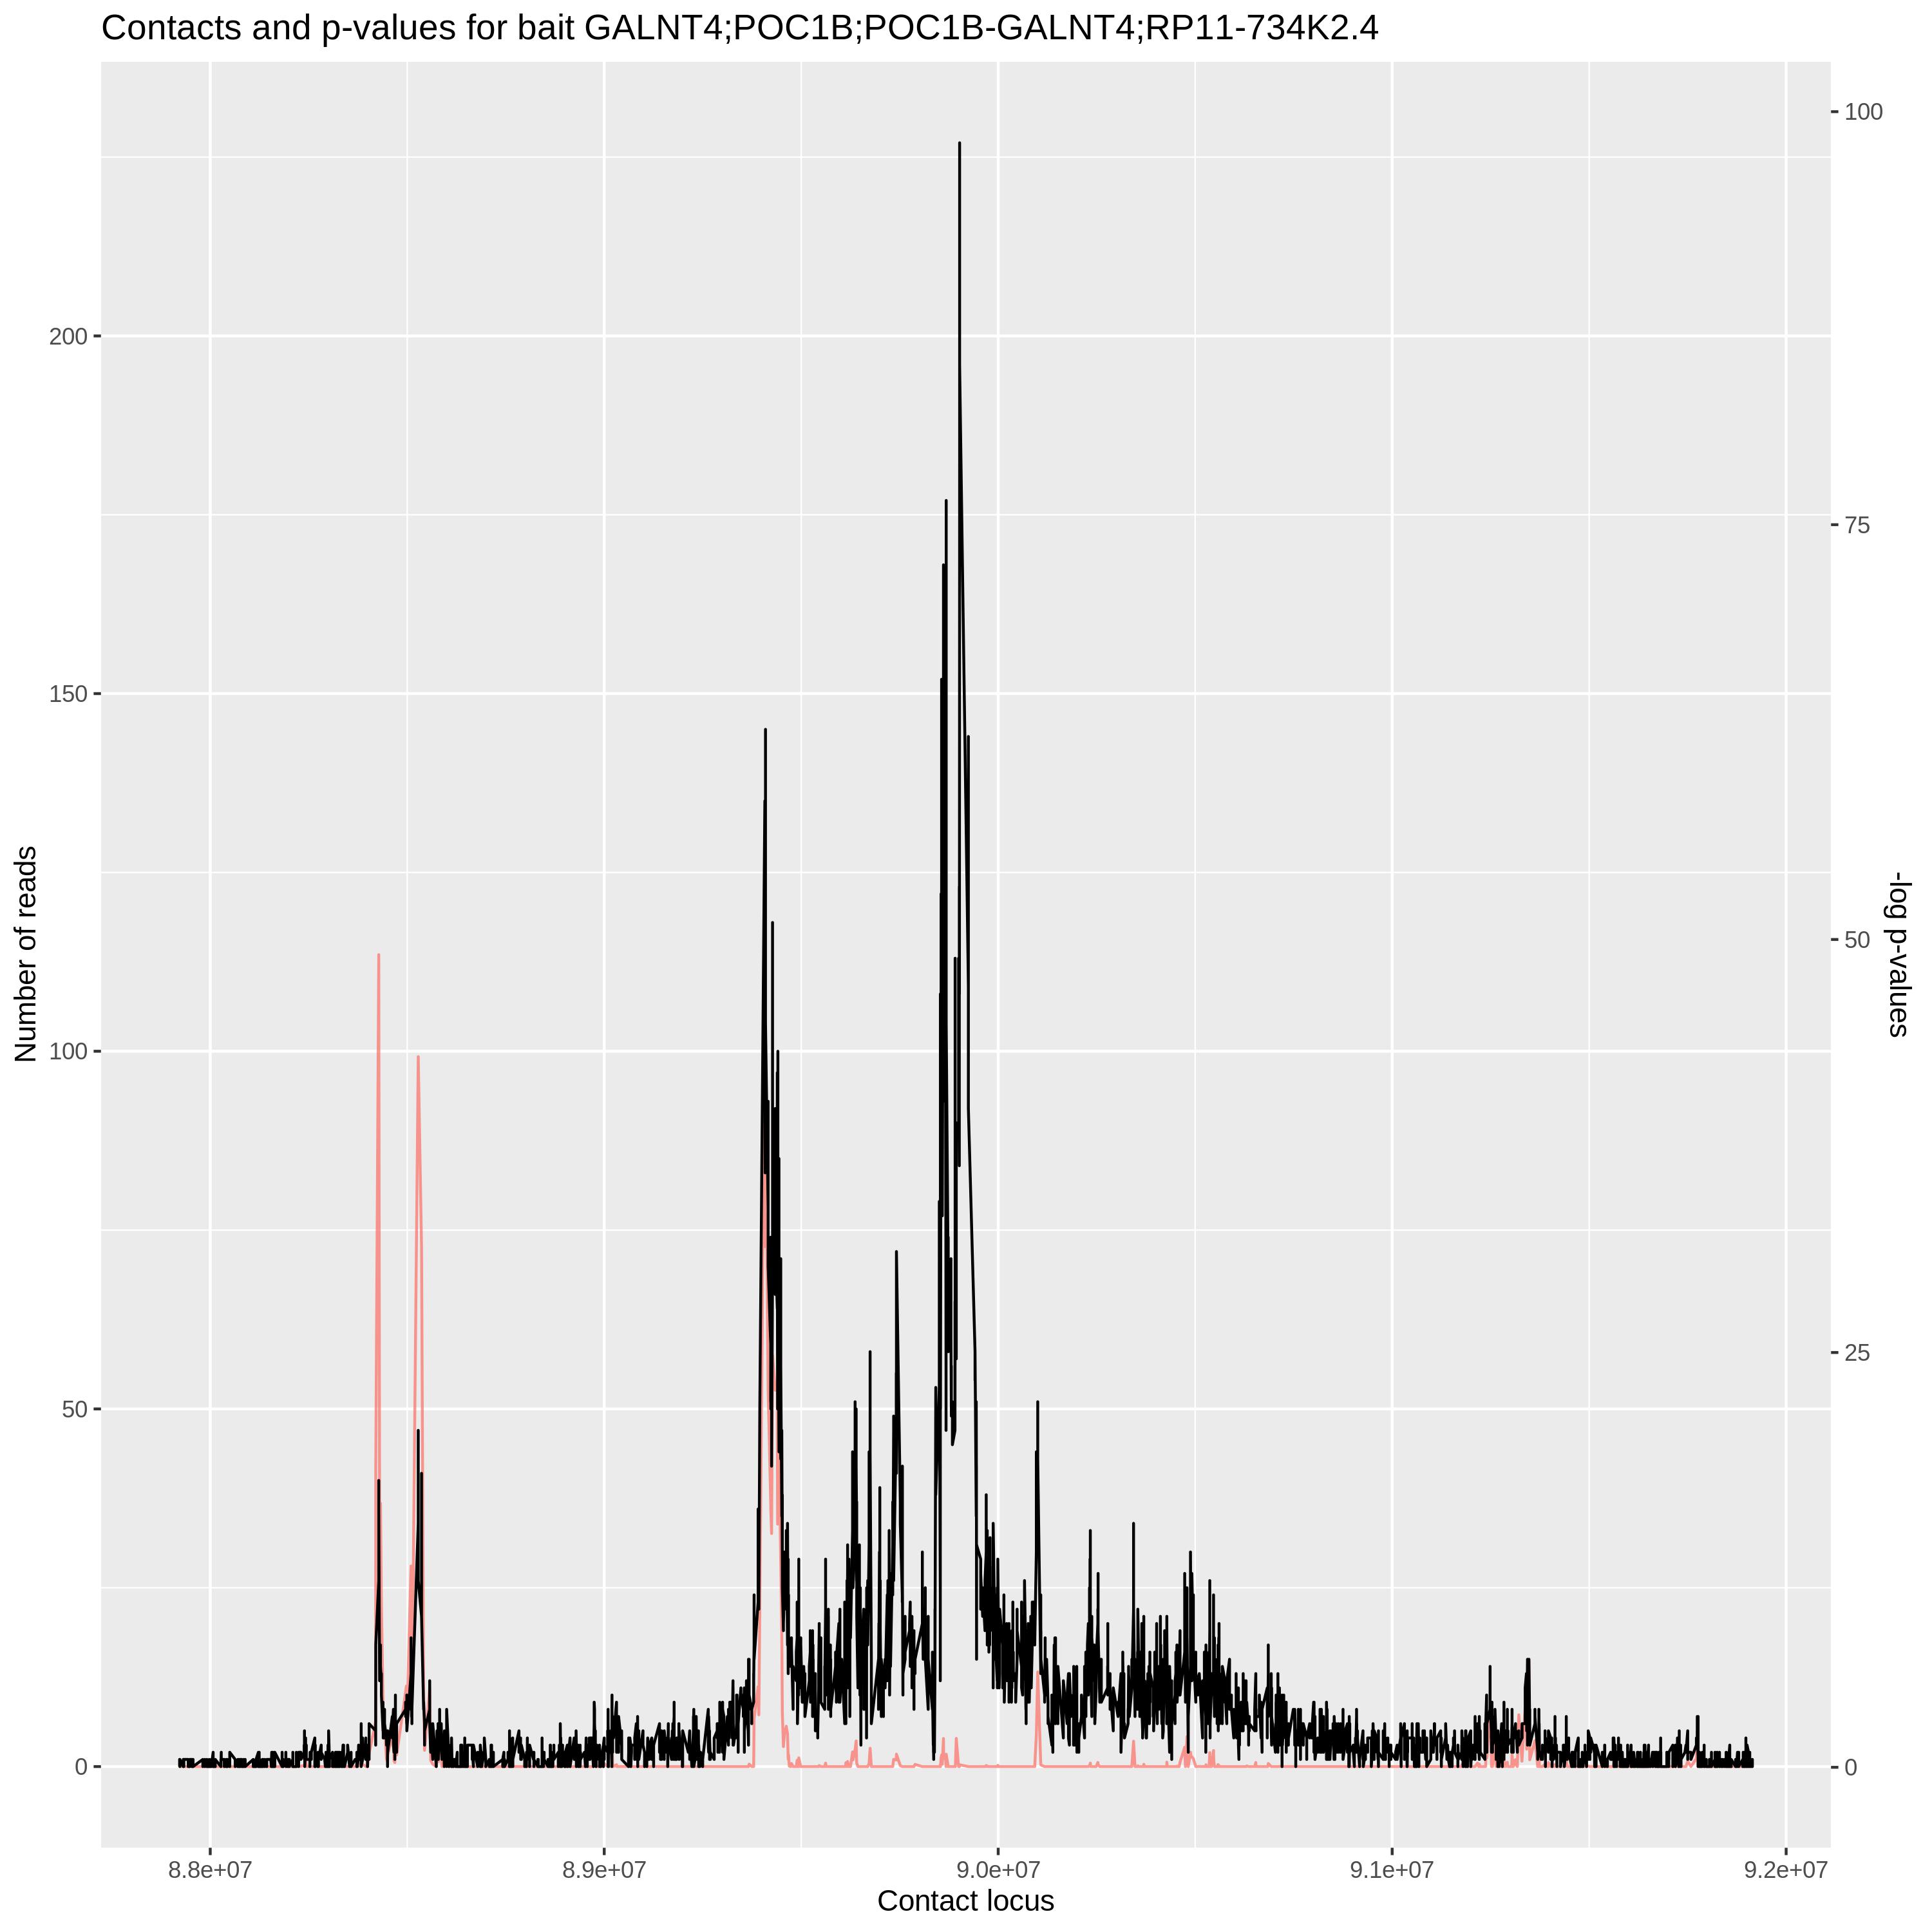 Contacts and p-values for bait GALNT4;POC1B;POC1B-GALNT4;RP11-734K2.4
100
200
75
150
Number of reads
-log p-values
50
100
25
50
0
0
8.8e+07
8.9e+07
9.0e+07
9.1e+07
9.2e+07
Contact locus